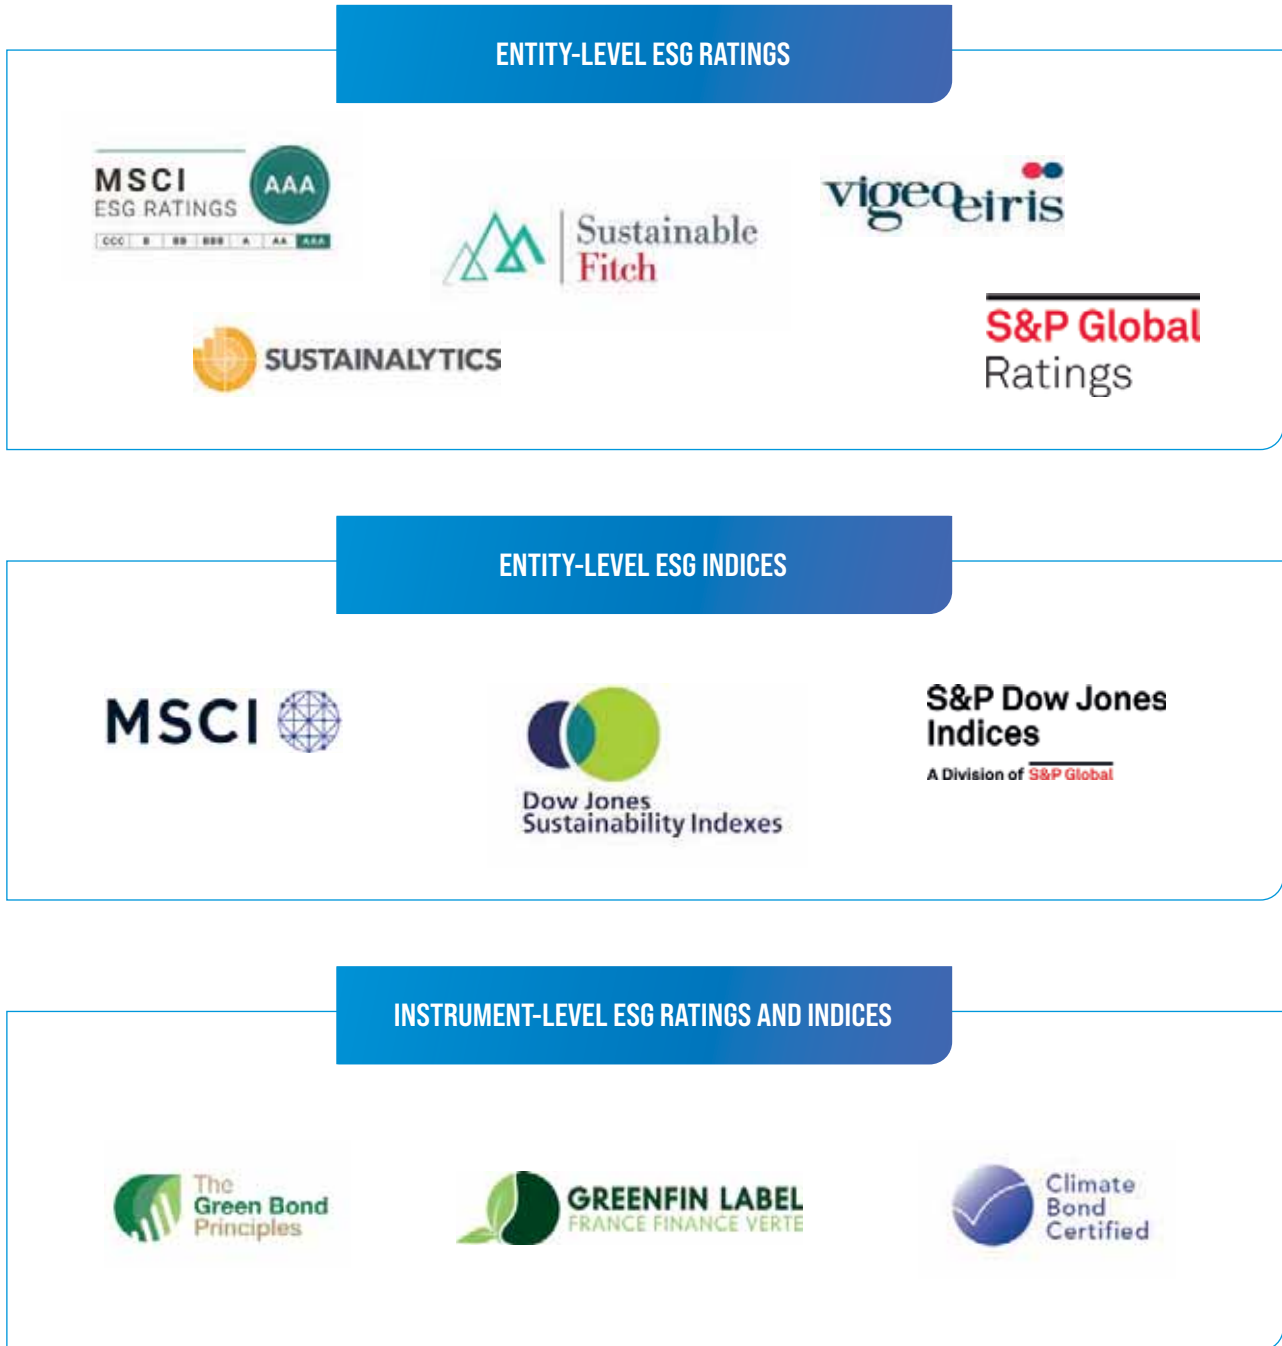 ENTITY-LEVEL ESG RATINGS
MSCI
ESG RATINGS
AAA
CCC B BB BBB A AA AAA
Sustainable
Fitch
vigeoeiris
SUSTAINALYTICS
S&P Global
Ratings
ENTITY-LEVEL ESG INDICES
MSCI
Dow Jones
Sustainability Indexes
S&P Dow Jones
Indices
A Division of S&P Global
INSTRUMENT-LEVEL ESG RATINGS AND INDICES
The
Green Bond
Principles
GREENFIN LABEL
FRANCE FINANCE VERTE
Climate
Bond
Certified